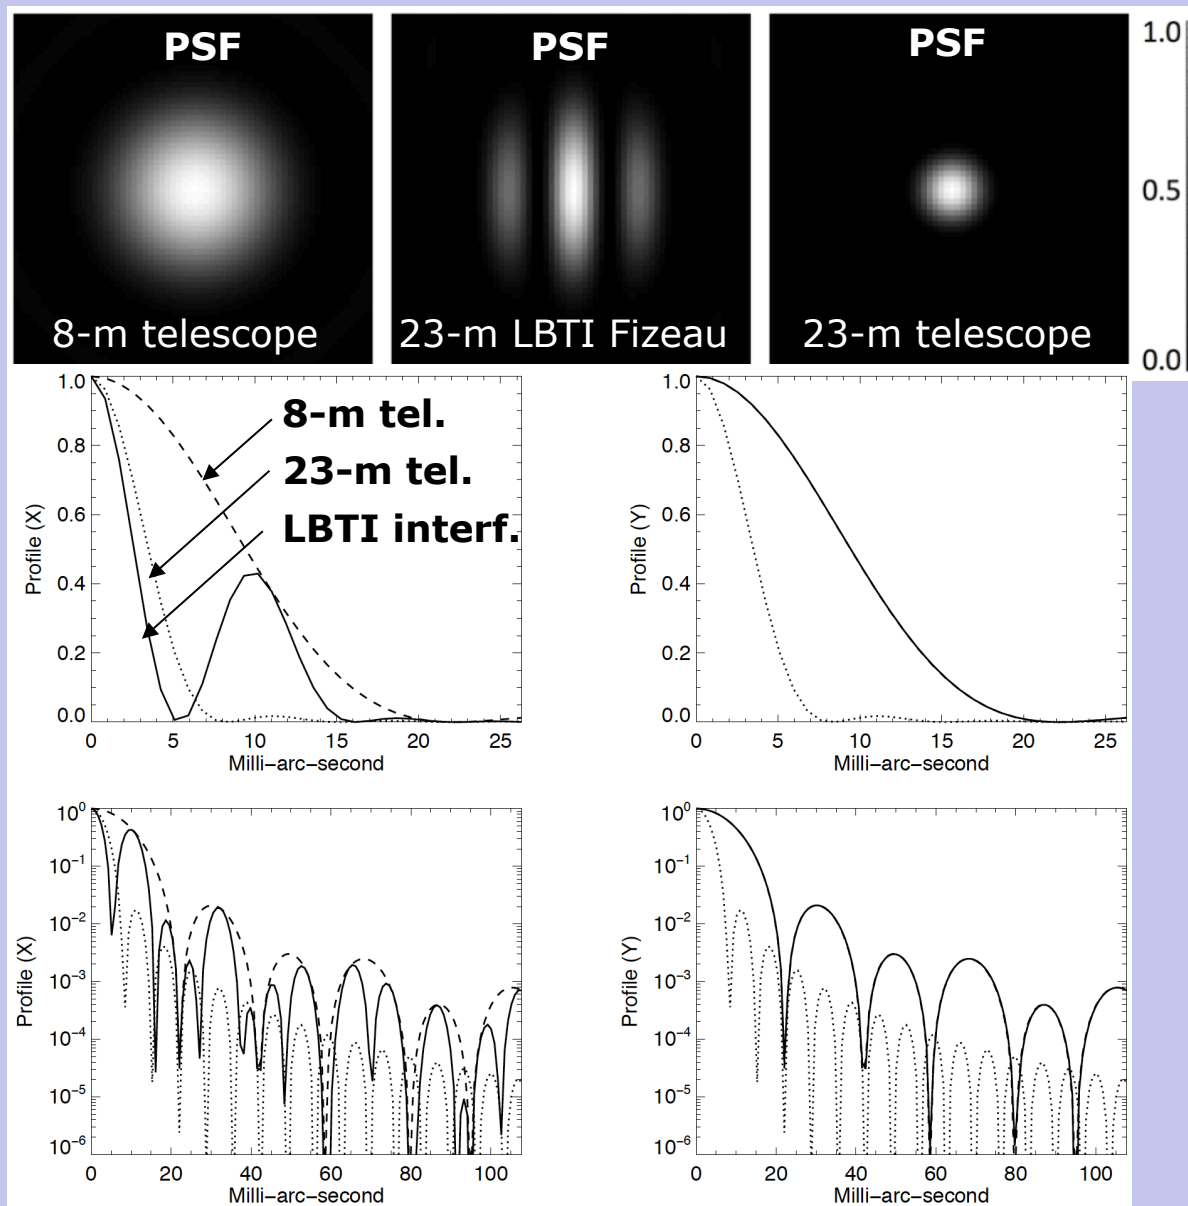 PSF
PSF
PSF
8-m telescope
23-m LBTI Fizeau
23-m telescope
1.0
0.5
0.0
1.0
0.8
0.6
0.4
0.2
0.0
Profile (X)
8-m tel.
23-m tel.
LBTI interf.
0 5 10 15 20 25
Milli-arc-second
1.0
0.8
0.6
0.4
0.2
0.0
Profile (Y)
0 5 10 15 20 25
Milli-arc-second
10⁰
10⁻¹
10⁻²
10⁻³
10⁻⁴
10⁻⁵
10⁻⁶
Profile (X)
0 20 40 60 80 100
Milli-arc-second
10⁰
10⁻¹
10⁻²
10⁻³
10⁻⁴
10⁻⁵
10⁻⁶
Profile (Y)
0 20 40 60 80 100
Milli-arc-second